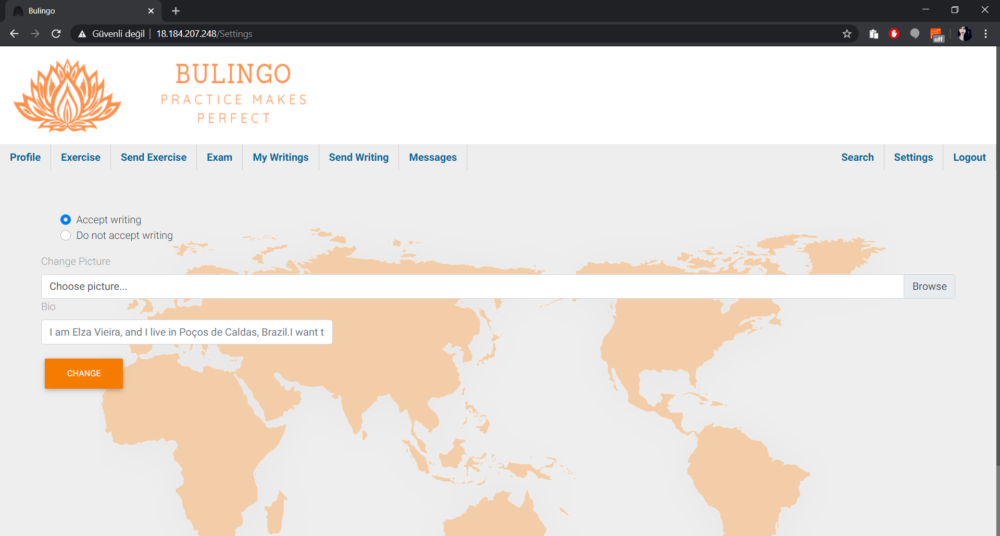 Bulingo
Güvenli değil
18.184.207.248/Settings
off
BULINGO
PRACTICE MAKES
PERFECT
Profile
Exercise
Send Exercise
Exam
My Writings
Send Writing
Messages
Search
Settings
Logout
Accept writing
Do not accept writing
Change Picture
Choose picture...
Browse
Bio
I am Elza Vieira, and I live in Poços de Caldas, Brazil.I want t
CHANGE